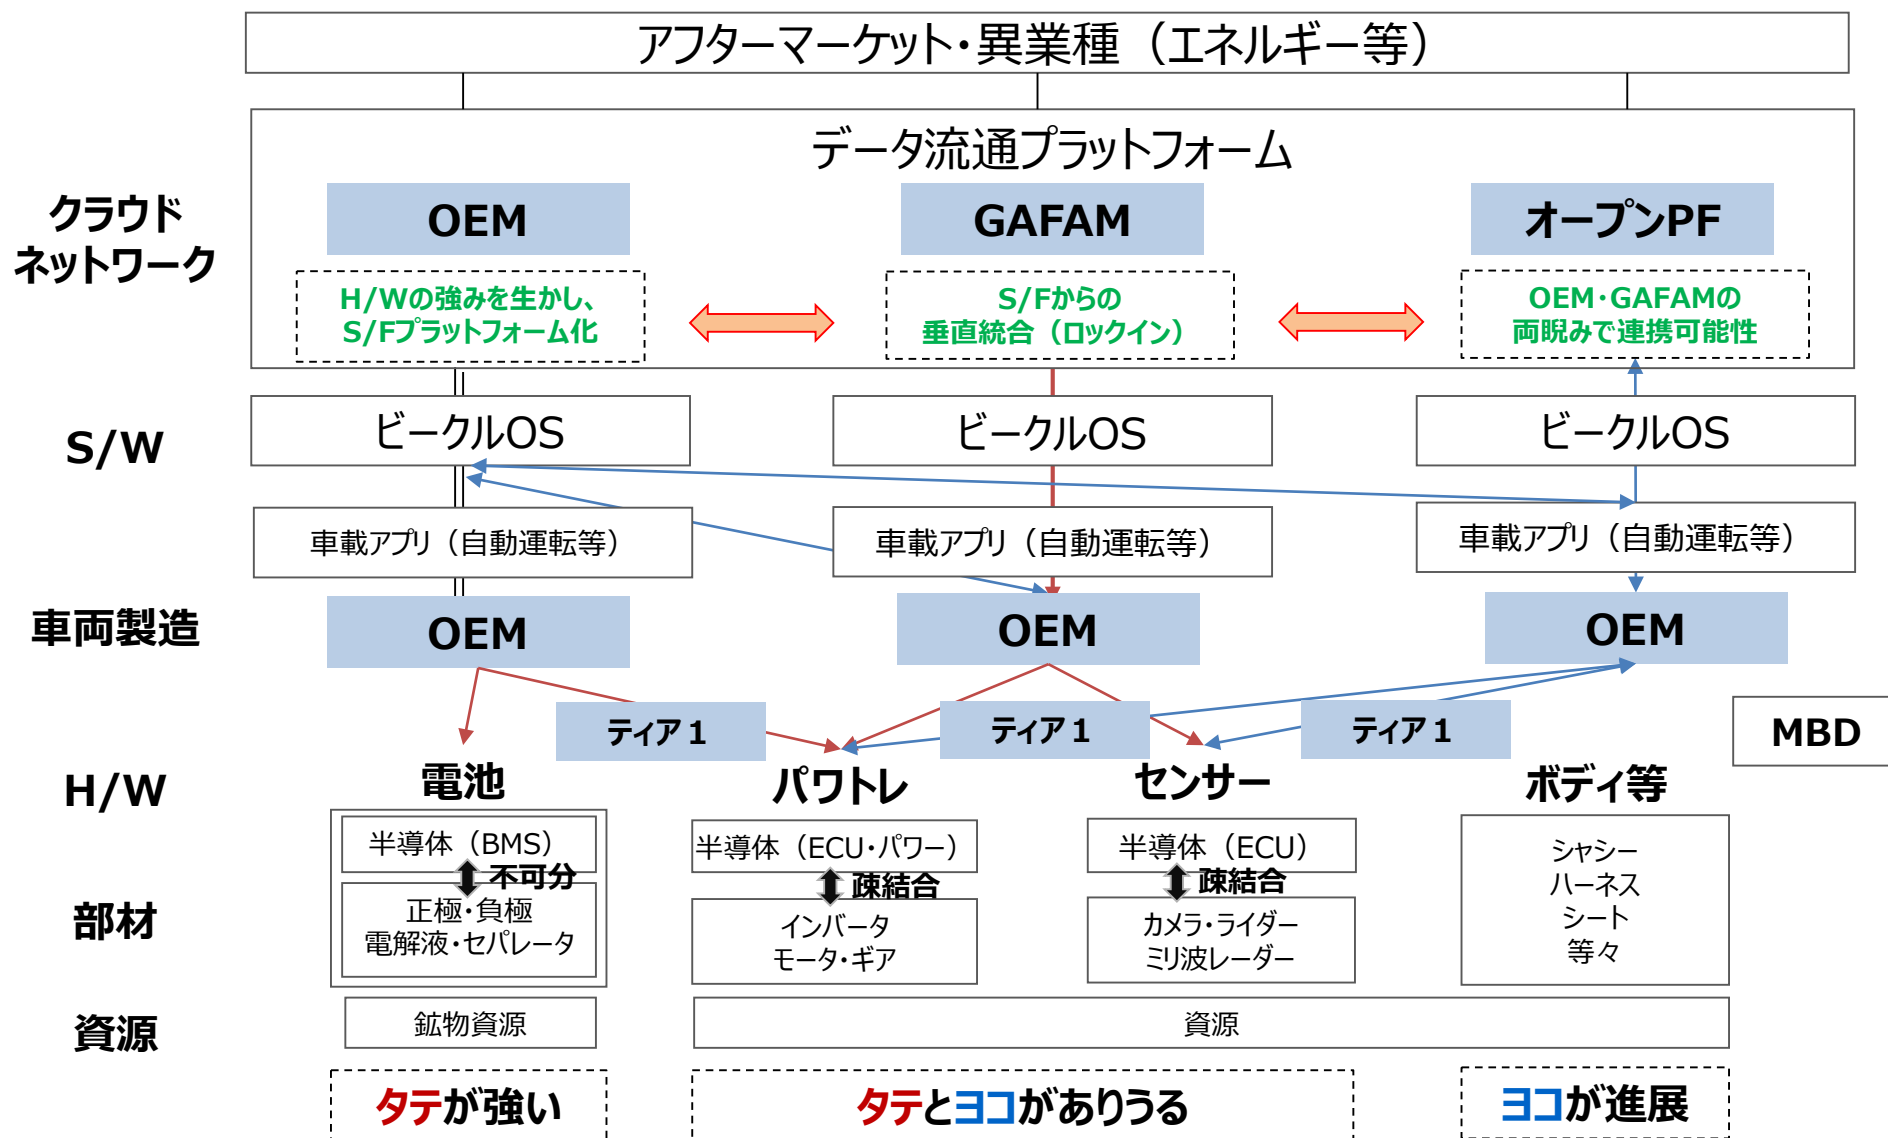 アフターマーケット・異業種（エネルギー等）
データ流通プラットフォーム
クラウド
ネットワーク
OEM
GAFAM
オープンPF
H/Wの強みを生かし、
S/Fプラットフォーム化
S/Fからの
垂直統合（ロックイン）
OEM・GAFAMの
両睨みで連携可能性
S/W
ビークルOS
ビークルOS
ビークルOS
車載アプリ（自動運転等）
車載アプリ（自動運転等）
車載アプリ（自動運転等）
車両製造
OEM
OEM
OEM
ティア１
ティア１
ティア１
MBD
H/W
電池
パワトレ
センサー
ボディ等
半導体（BMS）
不可分
正極・負極
電解液・セパレータ
半導体（ECU・パワー）
疎結合
インバータ
モータ・ギア
半導体（ECU）
疎結合
カメラ・ライダー
ミリ波レーダー
シャシー
ハーネス
シート
等々
部材
資源
鉱物資源
資源
タテが強い
タテとヨコがありうる
ヨコが進展